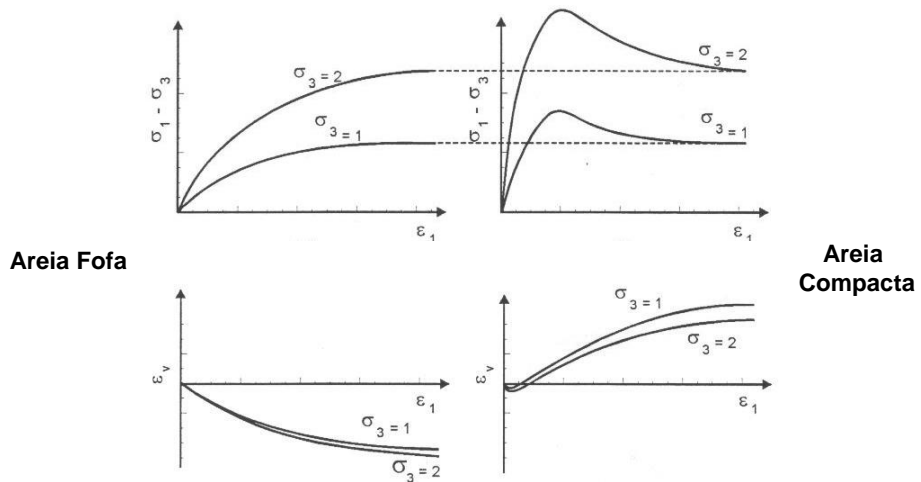 σ₁ - σ₃
σ₃ = 2
σ₃ = 1
ε₁
σ₁ - σ₃
σ₃ = 2
σ₃ = 1
ε₁
Areia Fofa
Areia
Compacta
εᵥ
ε₁
σ₃ = 1
σ₃ = 2
εᵥ
σ₃ = 1
σ₃ = 2
ε₁